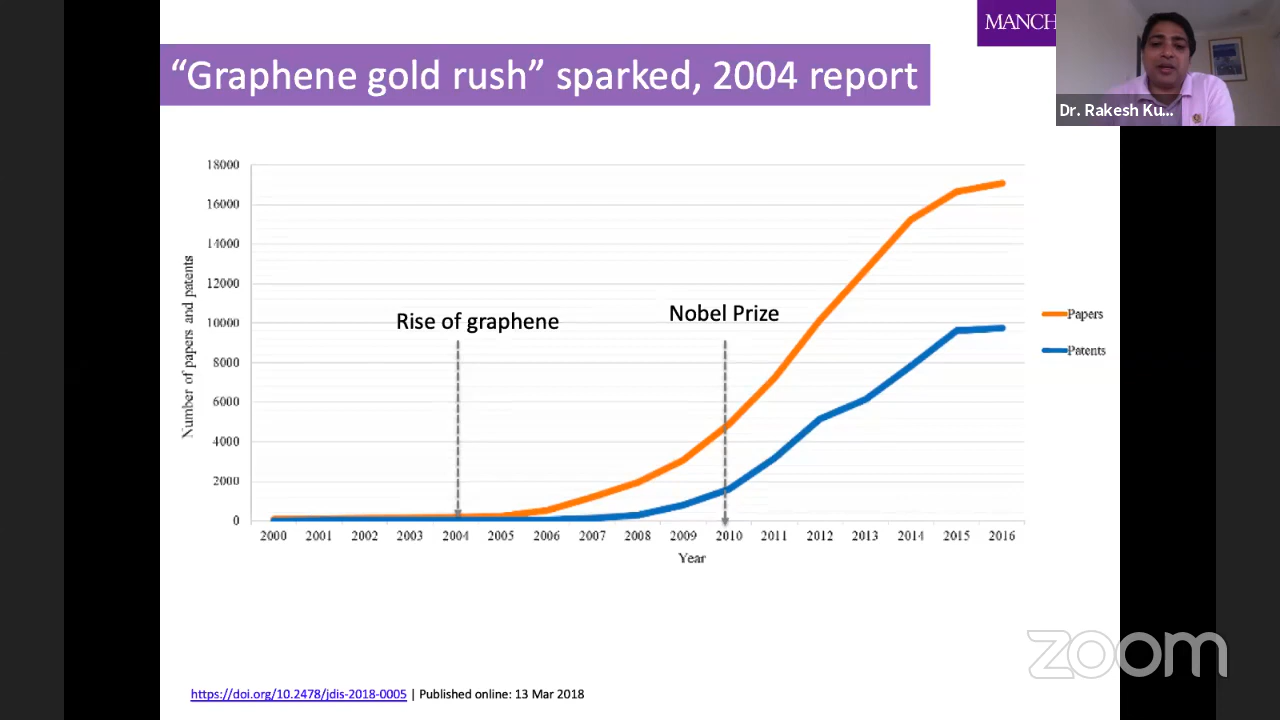 MANCH
“Graphene gold rush” sparked, 2004 report
Dr. Rakesh Ku...
18000
16000
14000
12000
10000
8000
6000
4000
2000
0
Number of papers and patents
Rise of graphene
Nobel Prize
Papers
Patents
2000 2001 2002 2003 2004 2005 2006 2007 2008 2009 2010 2011 2012 2013 2014 2015 2016
Year
zoom
https://doi.org/10.2478/jdis-2018-0005 | Published online: 13 Mar 2018